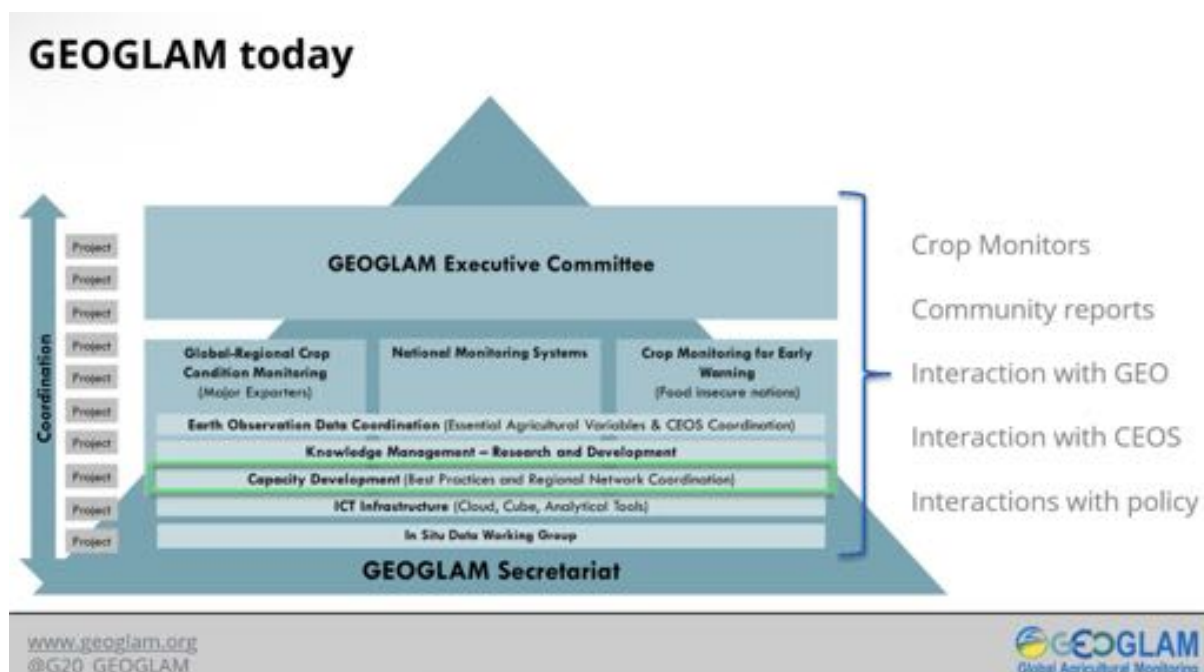 GEOGLAM today
Coordination
Project
Project
Project
Project
Project
Project
Project
Project
Project
Project
GEOGLAM Executive Committee
Global-Regional Crop
Condition Monitoring
(Major Exporters)
National Monitoring Systems
Crop Monitoring for Early
Warning
(Food insecure nations)
Earth Observation Data Coordination (Essential Agricultural Variables & CEOS Coordination)
Knowledge Management – Research and Development
Capacity Development (Best Practices and Regional Network Coordination)
ICT Infrastructure (Cloud, Cube, Analytical Tools)
In Situ Data Working Group
GEOGLAM Secretariat
Crop Monitors
Community reports
Interaction with GEO
Interaction with CEOS
Interactions with policy
www.geoglam.org
@G20_GEOGLAM
GEOGLAM
Global Agricultural Monitoring